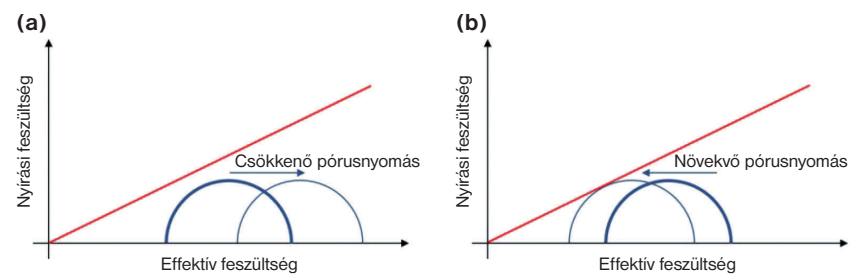 (a)
Nyírási feszültség
Csökkenő pórusnyomás
Effektív feszültség
(b)
Nyírási feszültség
Növekvő pórusnyomás
Effektív feszültség